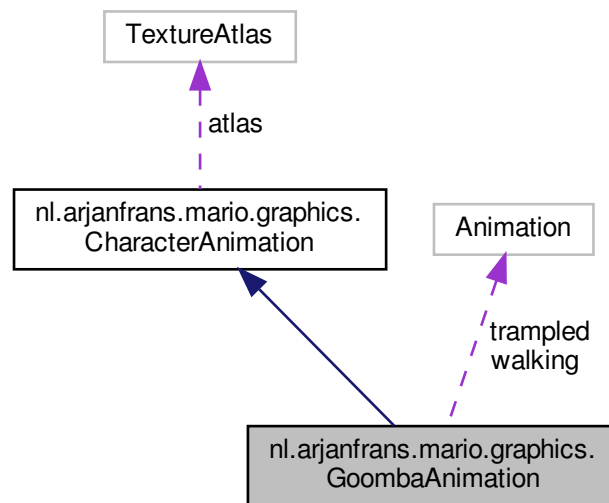 TextureAtlas
atlas
nl.arjanfrans.mario.graphics.
CharacterAnimation
Animation
trampled
walking
nl.arjanfrans.mario.graphics.
GoombaAnimation